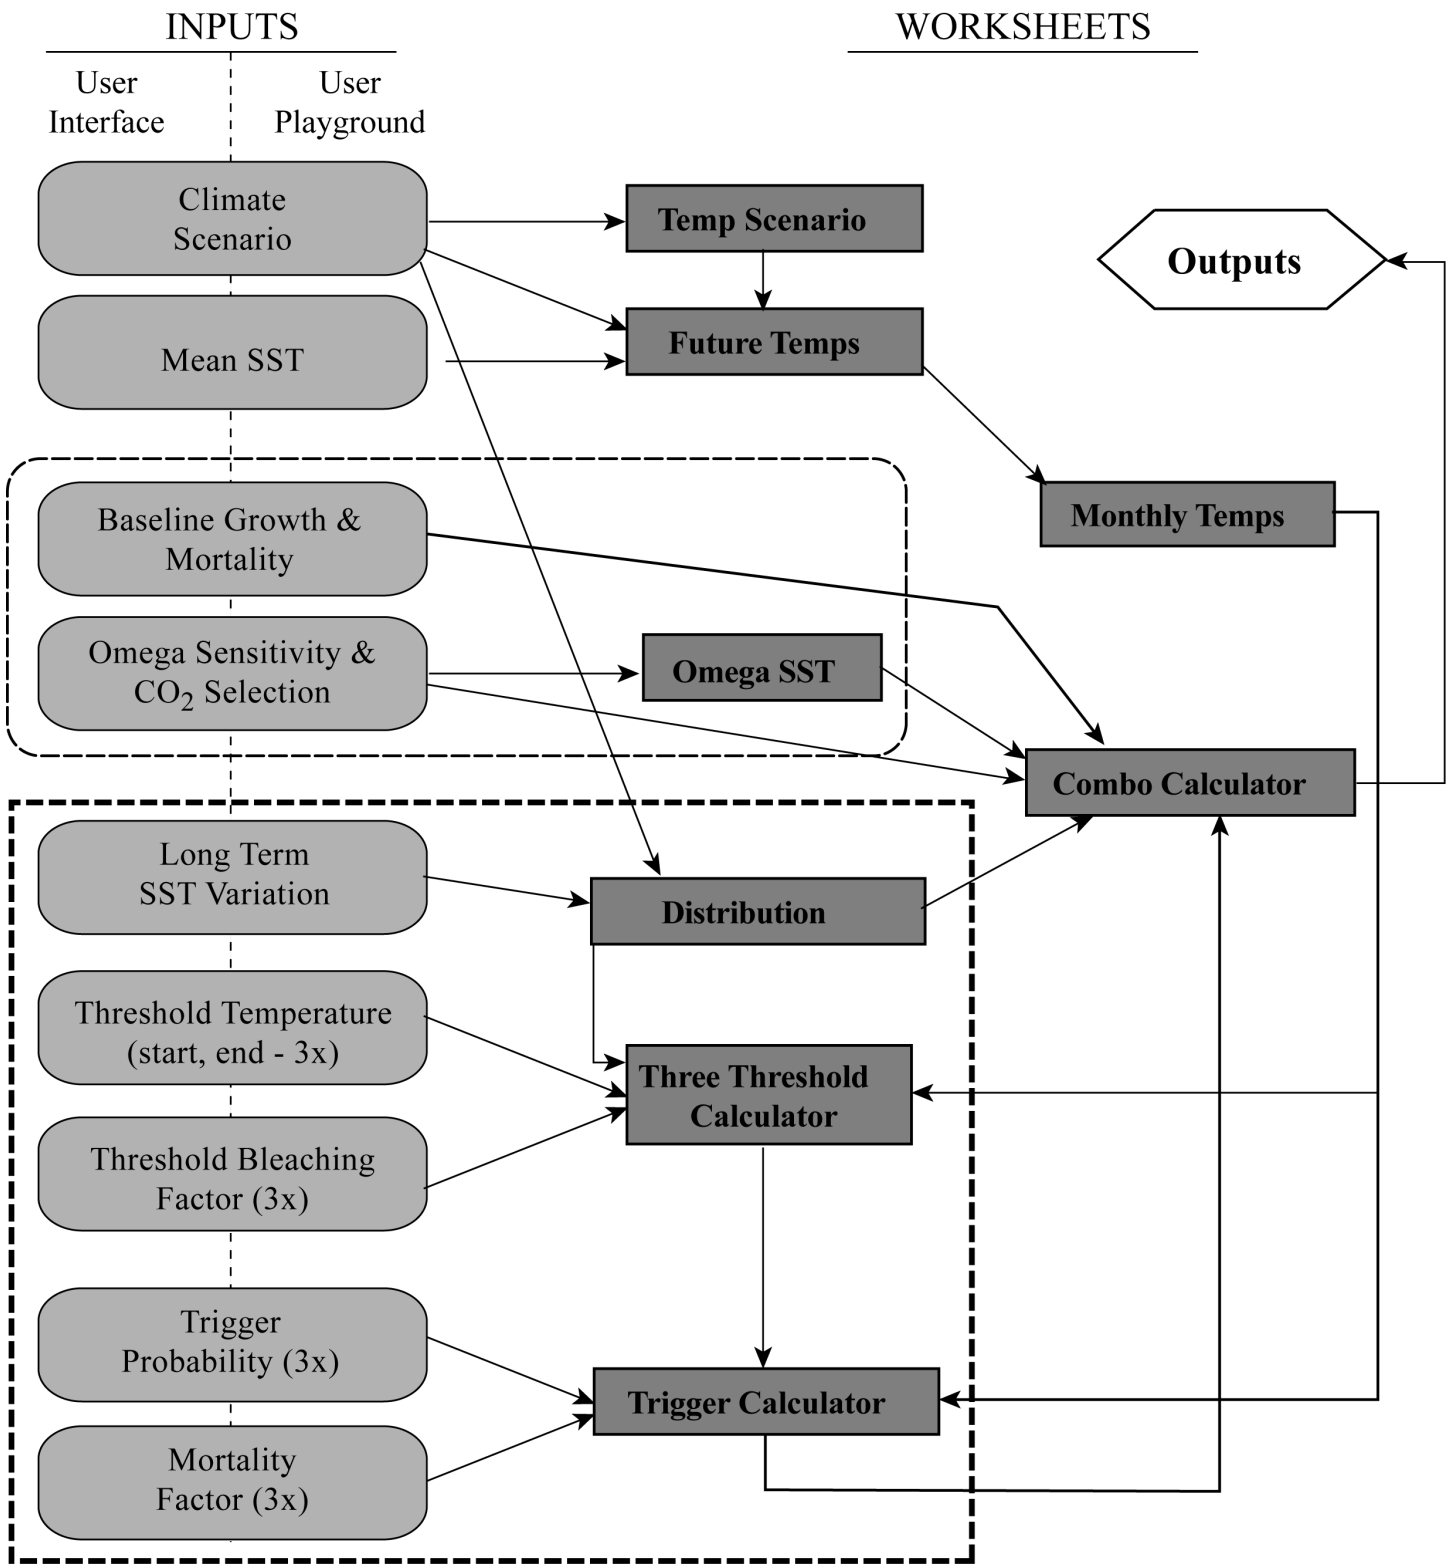 INPUTS
WORKSHEETS
User
Interface
User
Playground
Climate
Scenario
Temp Scenario
Outputs
Mean SST
Future Temps
Baseline Growth &
Mortality
Monthly Temps
Omega Sensitivity &
CO2 Selection
Omega SST
Combo Calculator
Long Term
SST Variation
Distribution
Threshold Temperature
(start, end - 3x)
Three Threshold
Calculator
Threshold Bleaching
Factor (3x)
Trigger
Probability (3x)
Trigger Calculator
Mortality
Factor (3x)